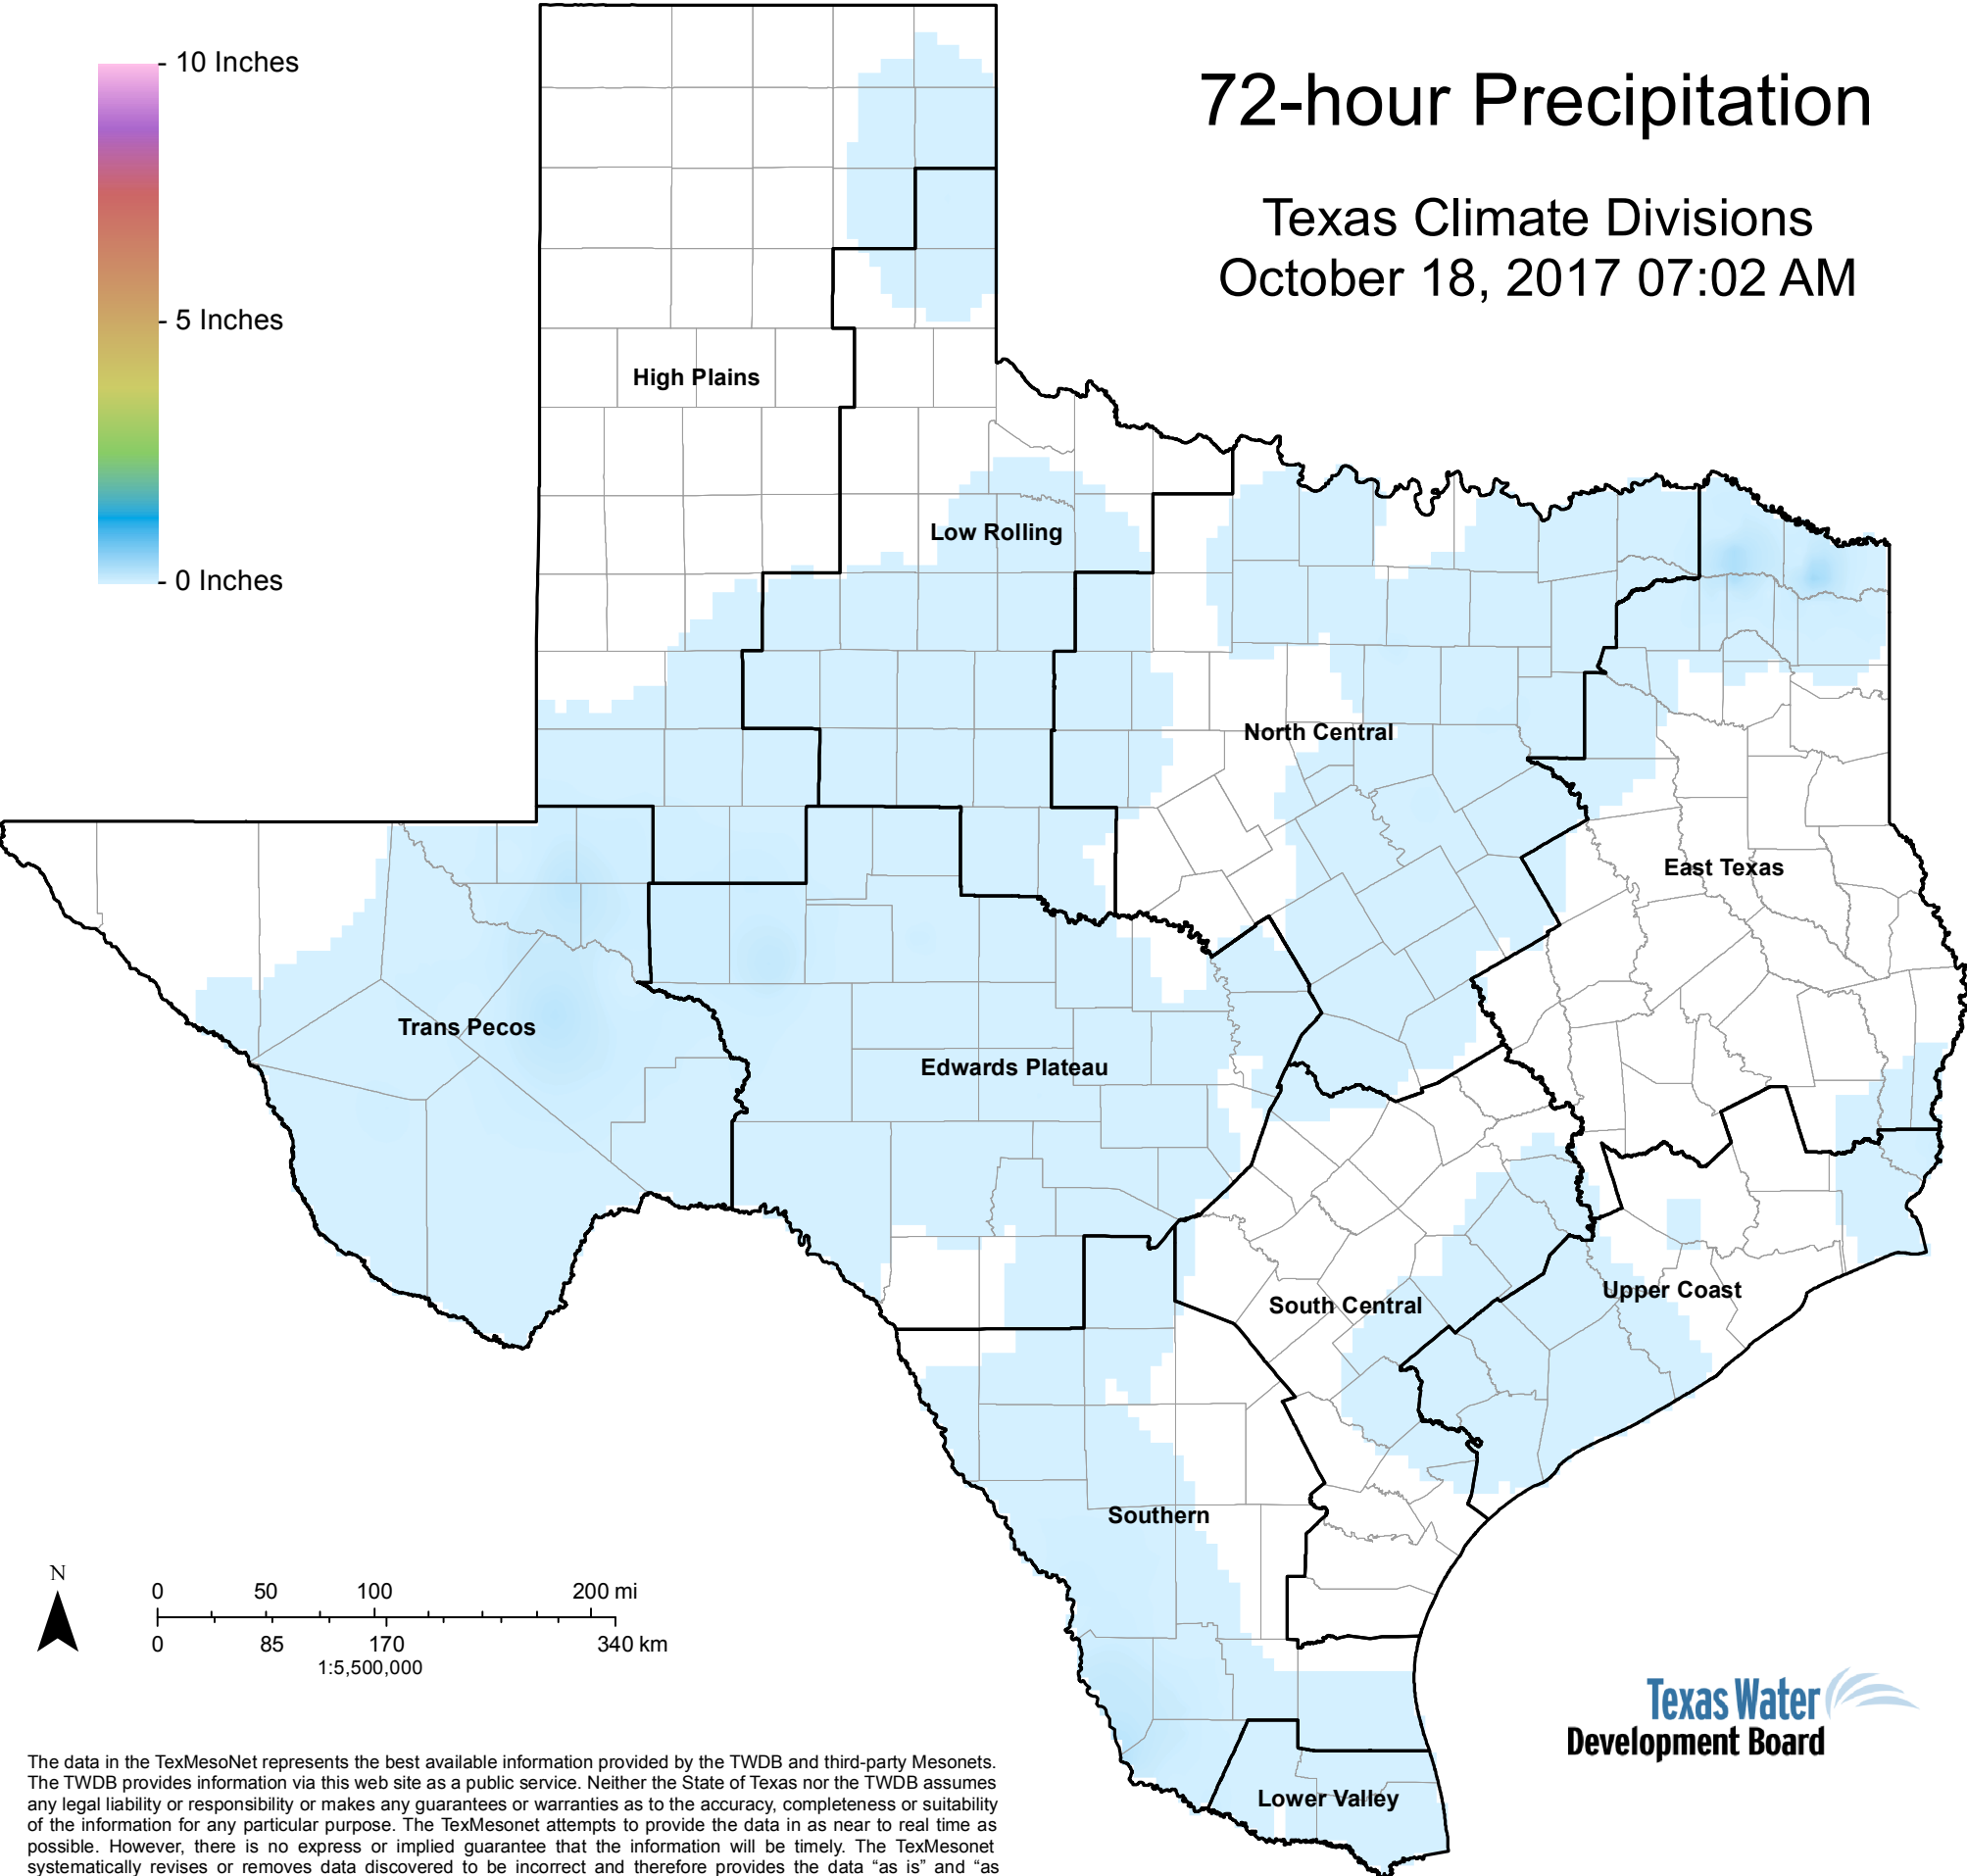 72-hour Precipitation
Texas Climate Divisions
October 18, 2017 07:02 AM
10 Inches
5 Inches
0 Inches
High Plains
Low Rolling
North Central
East Texas
Trans Pecos
Edwards Plateau
South Central
Upper Coast
Southern
Lower Valley
N
0 50 100 200 mi
0 85 170 340 km
1:5,500,000
Texas Water
Development Board
The data in the TexMesoNet represents the best available information provided by the TWDB and third-party Mesonets.
The TWDB provides information via this web site as a public service. Neither the State of Texas nor the TWDB assumes
any legal liability or responsibility or makes any guarantees or warranties as to the accuracy, completeness or suitability
of the information for any particular purpose. The TexMesonet attempts to provide the data in as near to real time as
possible. However, there is no express or implied guarantee that the information will be timely. The TexMesonet
systematically revises or removes data discovered to be incorrect and therefore provides the data “as is” and “as